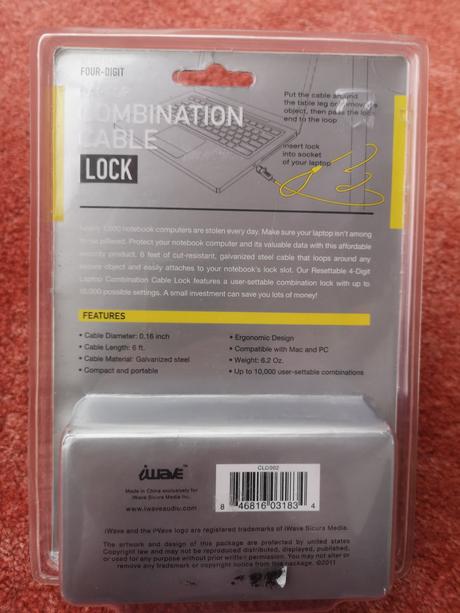 FOUR-DIGIT
COMBINATION
CABLE
LOCK
Put the cable around
the table leg or
object, then pass the lock
end to the loop
Insert lock
into socket
of your laptop
1,000 notebook computers are stolen every day. Make sure your laptop isn't among
those pilfered. Protect your notebook computer and its valuable data with this affordable
security product. 6 feet of cut-resistant, galvanized steel cable that loops around any
secure object and easily attaches to your notebook's lock slot. Our Resettable 4-Digit
Laptop Combination Cable Lock features a user-settable combination lock with up to
10,000 possible settings. A small investment can save you lots of money!
FEATURES
• Cable Diameter: 0.16 inch
• Cable Length: 6 ft.
• Cable Material: Galvanized steel
• Compact and portable
• Ergonomic Design
• Compatible with Mac and PC
• Weight: 6.2 Oz.
• Up to 10,000 user-settable combinations
iWAVE™
Made in China exclusively for
iWave Sicura Media Inc.
www.iwaveaudio.com
CLO992
8 46816 03183 4
iWave and the iWave logo are registered trademarks of iWave Sicura Media.
The artwork and design of this package are protected by united states
Copyright law and may not be reproduced distributed, displayed, published,
or used for any purpose without prior written permission. You may not alter or
remove any trademark or copyright notice from this package. ©2011